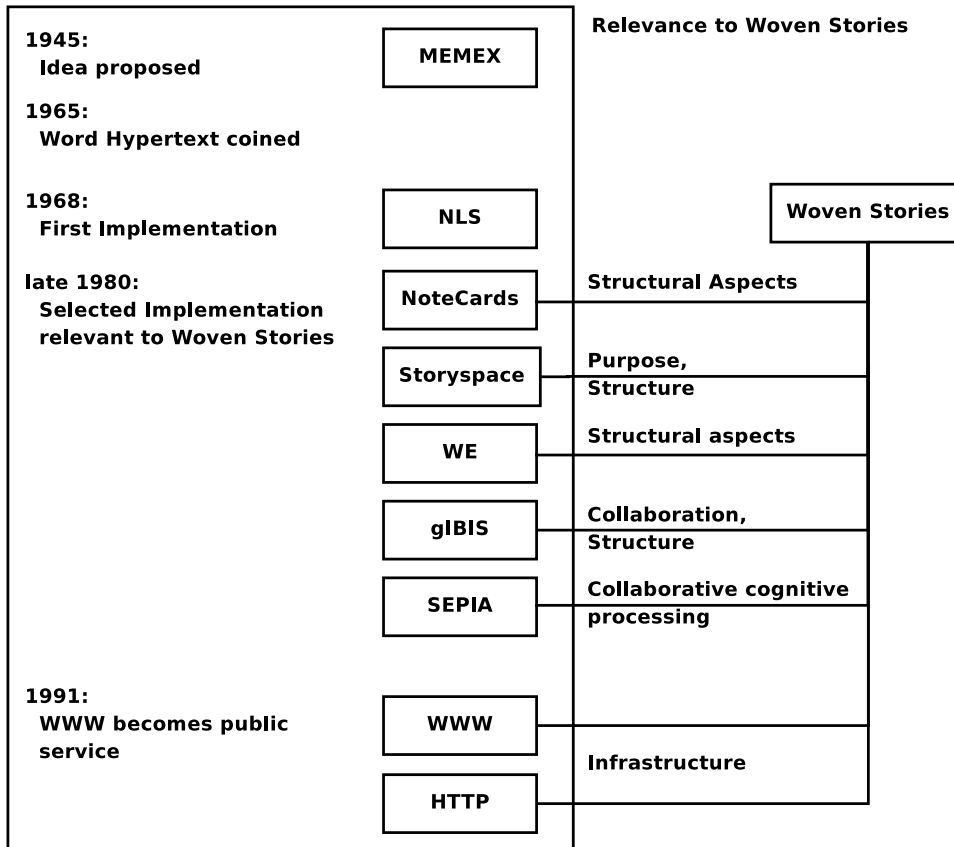 Relevance to Woven Stories
1945:
Idea proposed
MEMEX
1965:
Word Hypertext coined
1968:
First Implementation
NLS
Woven Stories
late 1980:
Selected Implementation
relevant to Woven Stories
NoteCards
Structural Aspects
Storyspace
Purpose,
Structure
WE
Structural aspects
gIBIS
Collaboration,
Structure
SEPIA
Collaborative cognitive
processing
1991:
WWW becomes public
service
WWW
Infrastructure
HTTP